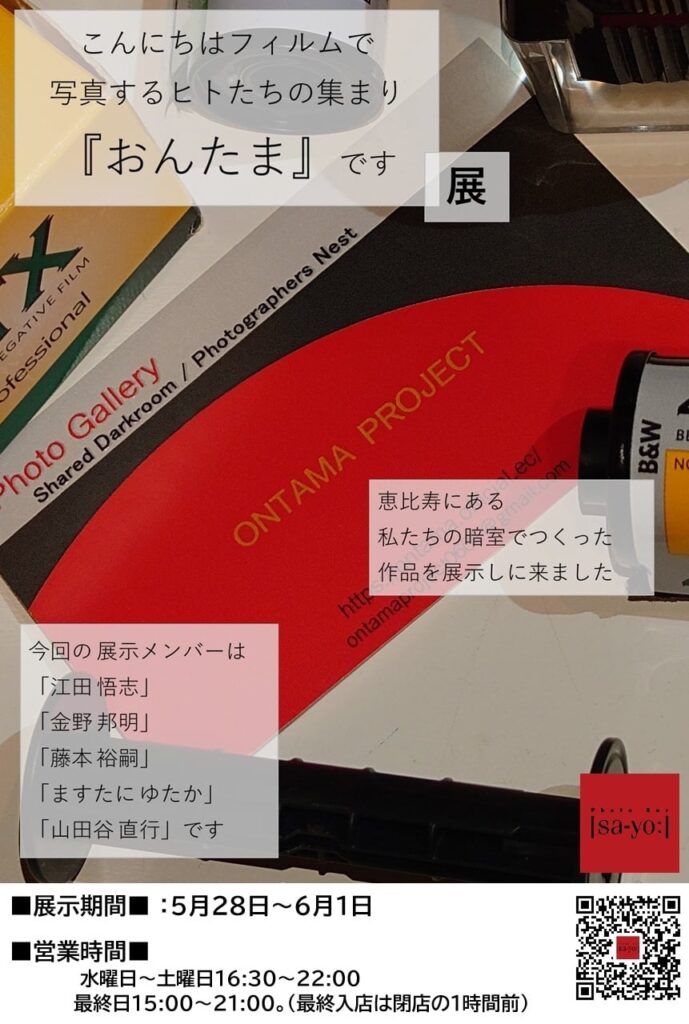 こんにちはフィルムで
写真するヒトたちの集まり
『おんたま』です
展
NEGATIVE FILM
Professional
Photo Gallery
Shared Darkroom / Photographers Nest
ONTAMA PROJECT
B&W
恵比寿にある
私たちの暗室でつくった
作品を展示しに来ました
今回の 展示メンバーは
「江田 悟志」
「金野 邦明」
「藤本 裕嗣」
「ますたに ゆたか」
「山田谷 直行」です
Photo Bar
[sa-yo:]
■展示期間■ :5月28日～6月1日
■営業時間■
水曜日～土曜日16:30～22:00
最終日15:00～21:00。（最終入店は閉店の1時間前）